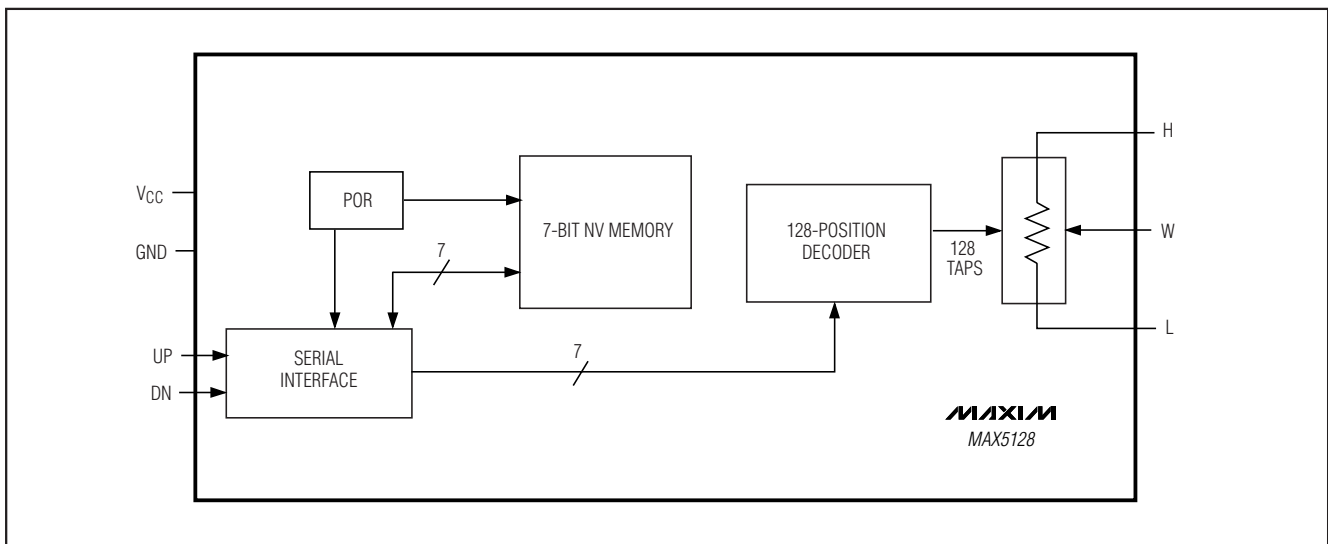 VCC
GND
UP
DN
POR
7-BIT NV MEMORY
7
SERIAL
INTERFACE
7
128-POSITION
DECODER
128
TAPS
H
W
L
MAXIM
MAX5128